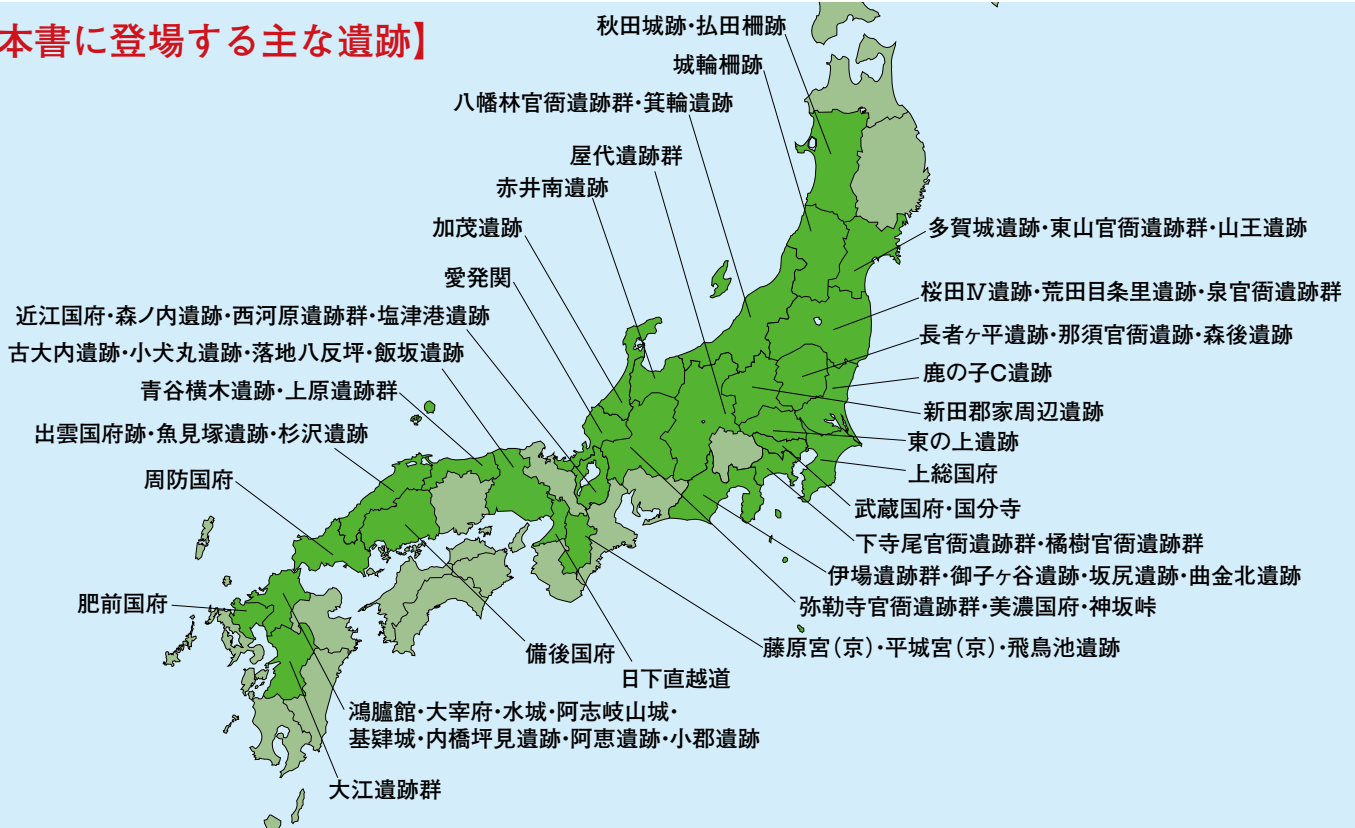 本書に登場する主な遺跡】
秋田城跡・払田柵跡
城輪柵跡
八幡林官衙遺跡群・箕輪遺跡
屋代遺跡群
赤井南遺跡
加茂遺跡
愛発関
近江国府・森ノ内遺跡・西河原遺跡群・塩津港遺跡
古大内遺跡・小犬丸遺跡・落地八反坪・飯坂遺跡
青谷横木遺跡・上原遺跡群
出雲国府跡・魚見塚遺跡・杉沢遺跡
周防国府
肥前国府
多賀城遺跡・東山官衙遺跡群・山王遺跡
桜田Ⅳ遺跡・荒田目条里遺跡・泉官衙遺跡群
長者ヶ平遺跡・那須官衙遺跡・森後遺跡
鹿の子C遺跡
新田郡家周辺遺跡
東の上遺跡
上総国府
武蔵国府・国分寺
下寺尾官衙遺跡群・橘樹官衙遺跡群
伊場遺跡群・御子ヶ谷遺跡・坂尻遺跡・曲金北遺跡
弥勒寺官衙遺跡群・美濃国府・神坂峠
藤原宮（京）・平城宮（京）・飛鳥池遺跡
日下直越道
備後国府
鴻臚館・大宰府・水城・阿志岐山城・
基肄城・内橋坪見遺跡・阿恵遺跡・小郡遺跡
大江遺跡群